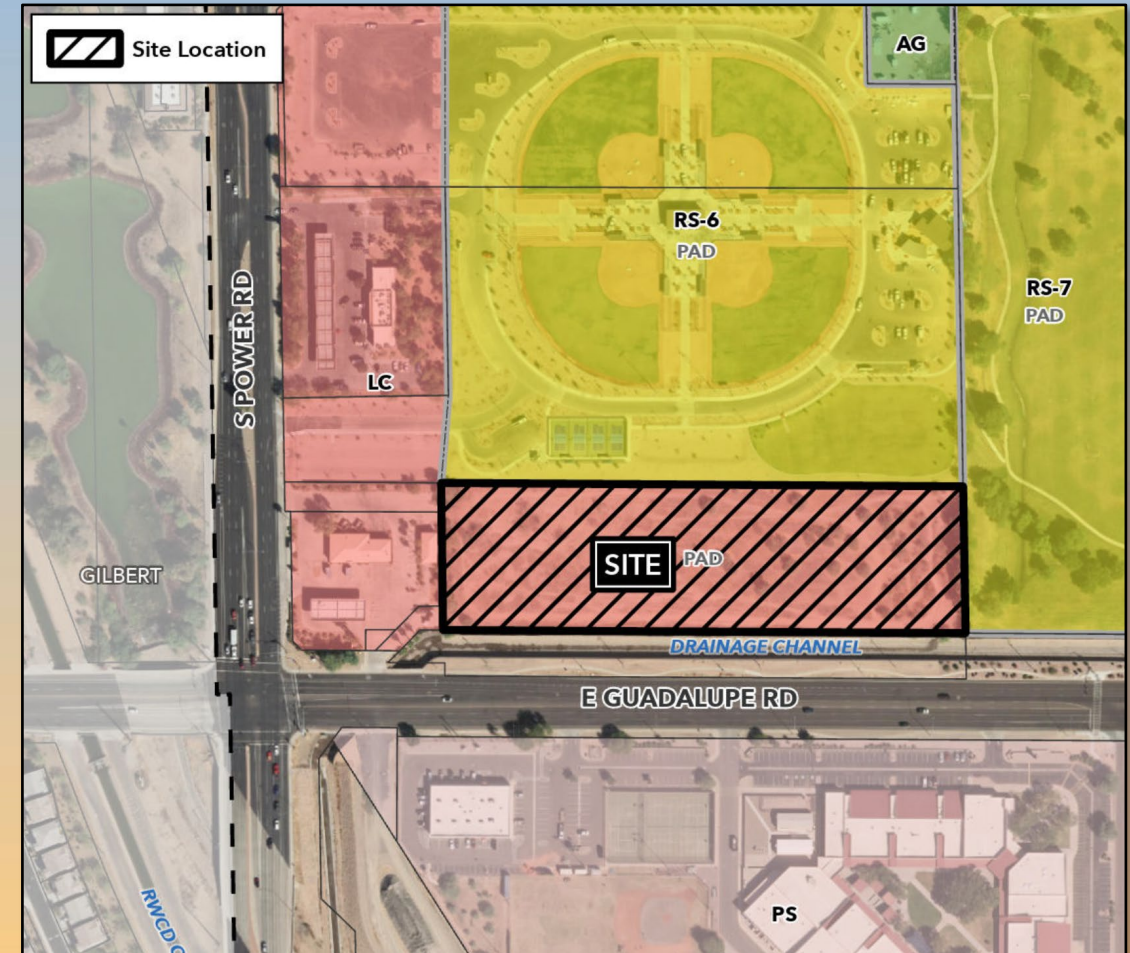 Site Location
AG
RS-6
PAD
RS-7
PAD
S POWER RD
LC
GILBERT
SITE
PAD
DRAINAGE CHANNEL
E GUADALUPE RD
RWCD
PS